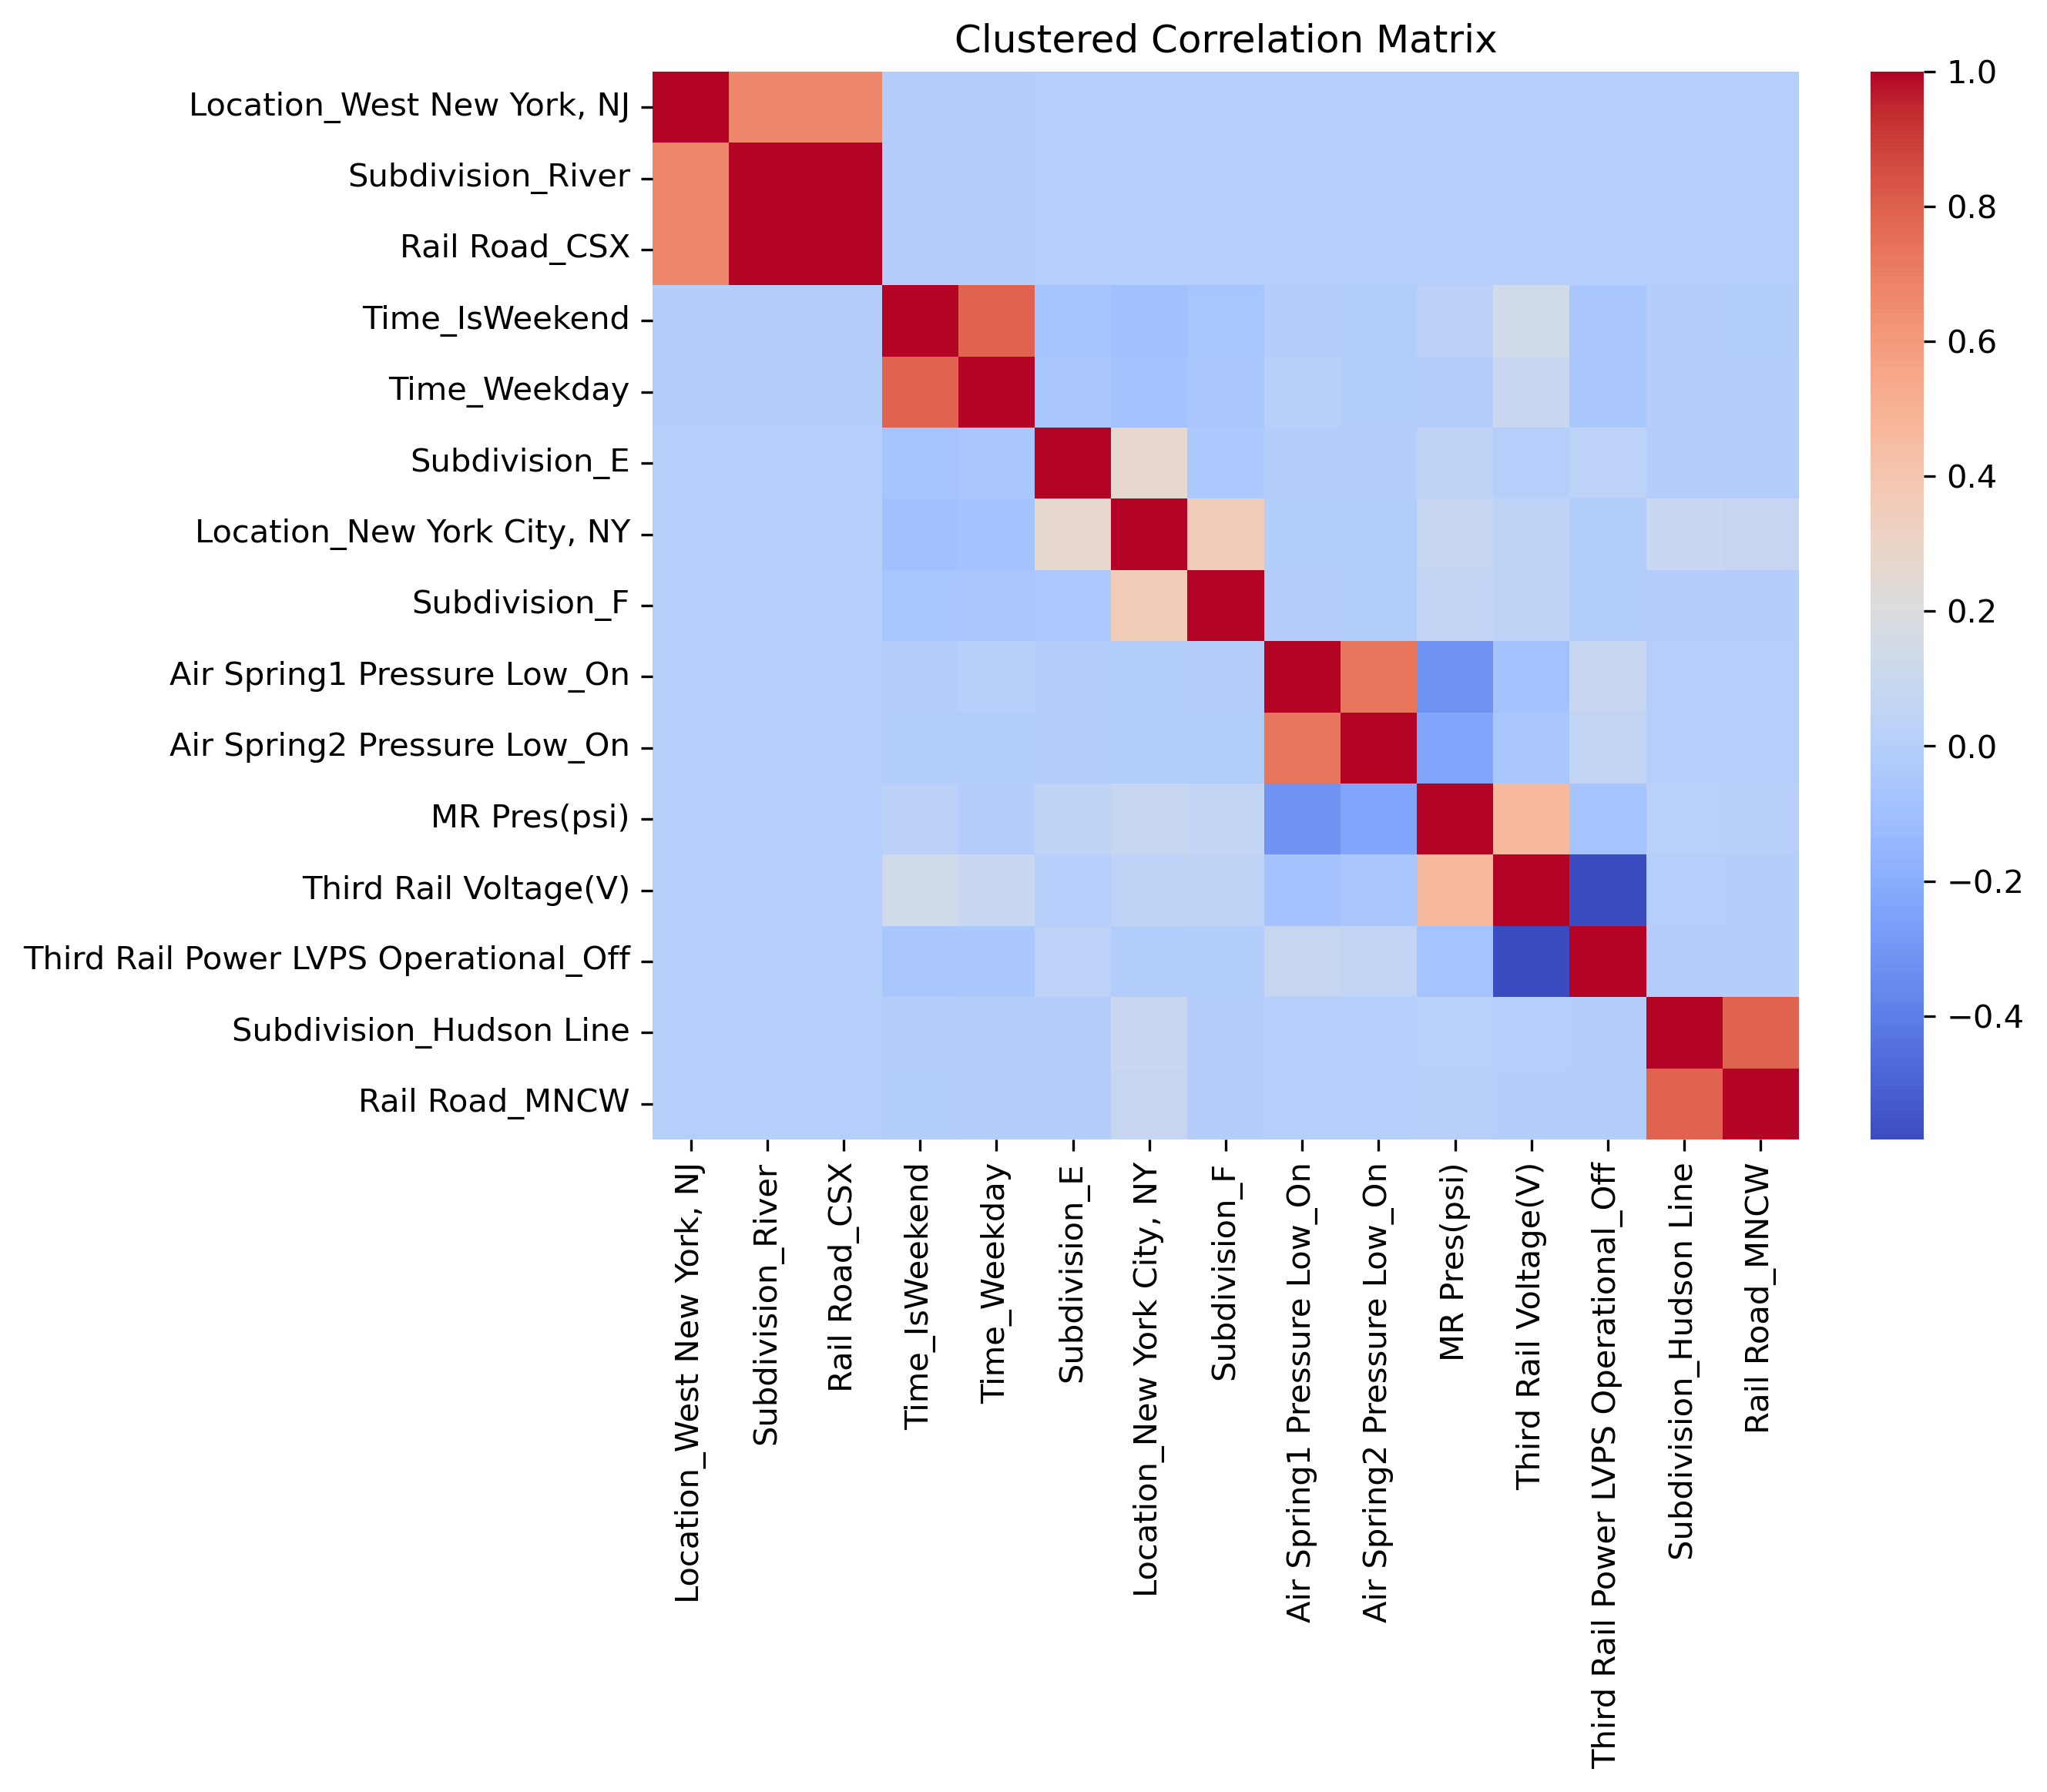 Clustered Correlation Matrix
Location_West New York, NJ
Subdivision_River
Rail Road_CSX
Time_IsWeekend
Time_Weekday
Subdivision_E
Location_New York City, NY
Subdivision_F
Air Spring1 Pressure Low_On
Air Spring2 Pressure Low_On
MR Pres(psi)
Third Rail Voltage(V)
Third Rail Power LVPS Operational_Off
Subdivision_Hudson Line
Rail Road_MNCW
Location_West New York, NJ
Subdivision_River
Rail Road_CSX
Time_IsWeekend
Time_Weekday
Subdivision_E
Location_New York City, NY
Subdivision_F
Air Spring1 Pressure Low_On
Air Spring2 Pressure Low_On
MR Pres(psi)
Third Rail Voltage(V)
Third Rail Power LVPS Operational_Off
Subdivision_Hudson Line
Rail Road_MNCW
1.0
0.8
0.6
0.4
0.2
0.0
−0.2
−0.4